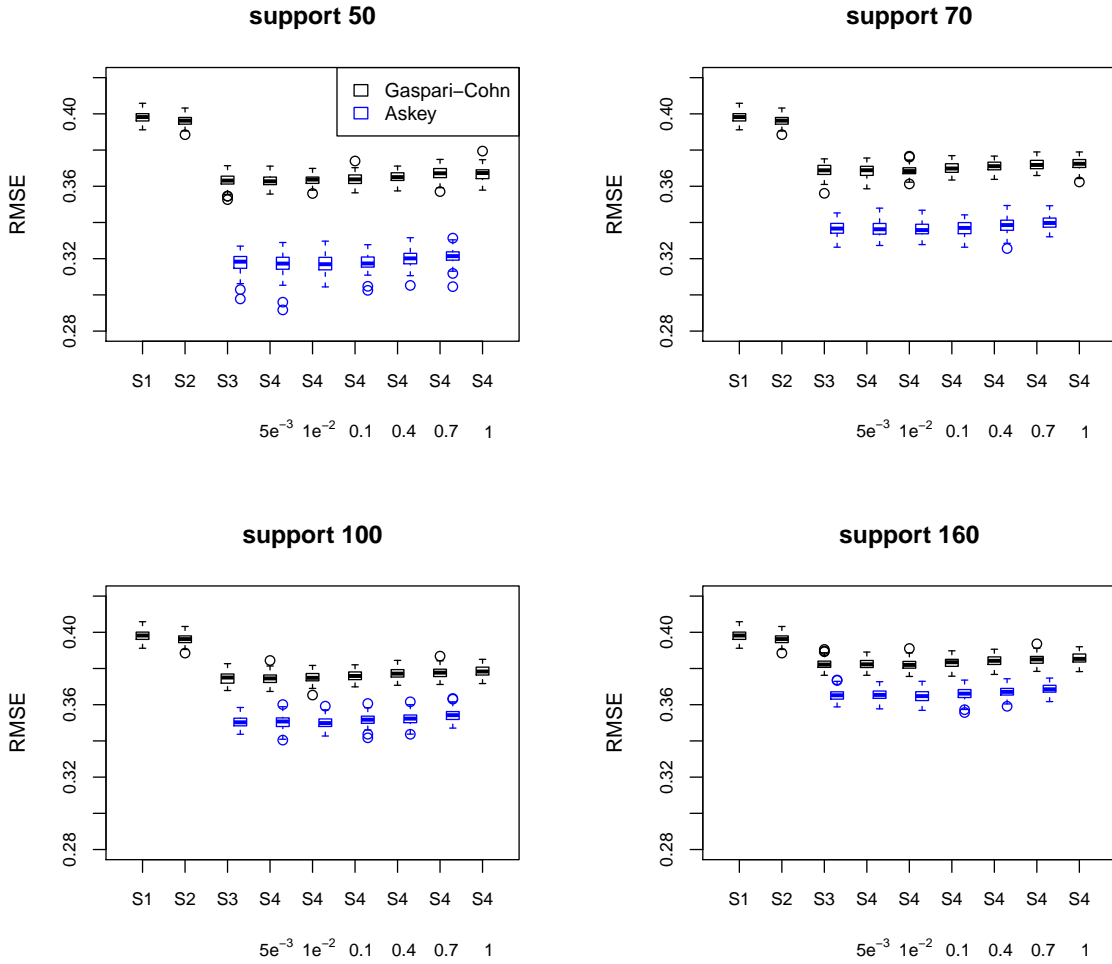 support 50
RMSE
0.40
0.36
0.32
0.28
Gaspari−Cohn
Askey
S1 S2 S3 S4 S4 S4 S4 S4 S4
5e−3 1e−2 0.1 0.4 0.7 1
support 70
RMSE
0.40
0.36
0.32
0.28
S1 S2 S3 S4 S4 S4 S4 S4 S4
5e−3 1e−2 0.1 0.4 0.7 1
support 100
RMSE
0.40
0.36
0.32
0.28
S1 S2 S3 S4 S4 S4 S4 S4 S4
5e−3 1e−2 0.1 0.4 0.7 1
support 160
RMSE
0.40
0.36
0.32
0.28
S1 S2 S3 S4 S4 S4 S4 S4 S4
5e−3 1e−2 0.1 0.4 0.7 1